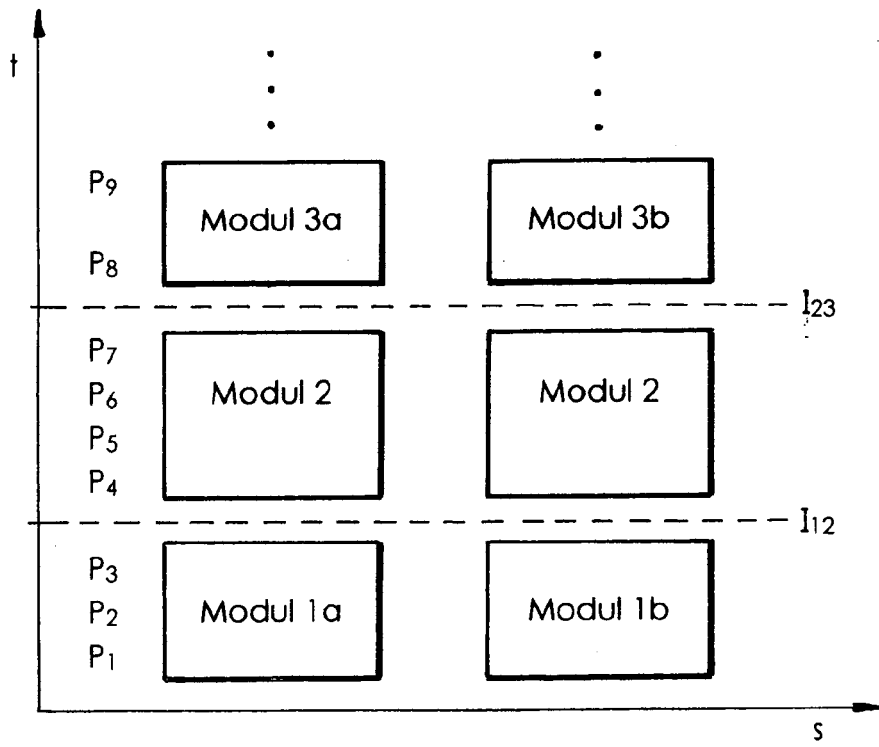 t
P9
Modul 3a
Modul 3b
P8
I23
P7
P6
Modul 2
Modul 2
P5
P4
I12
P3
P2
Modul 1a
Modul 1b
P1
s